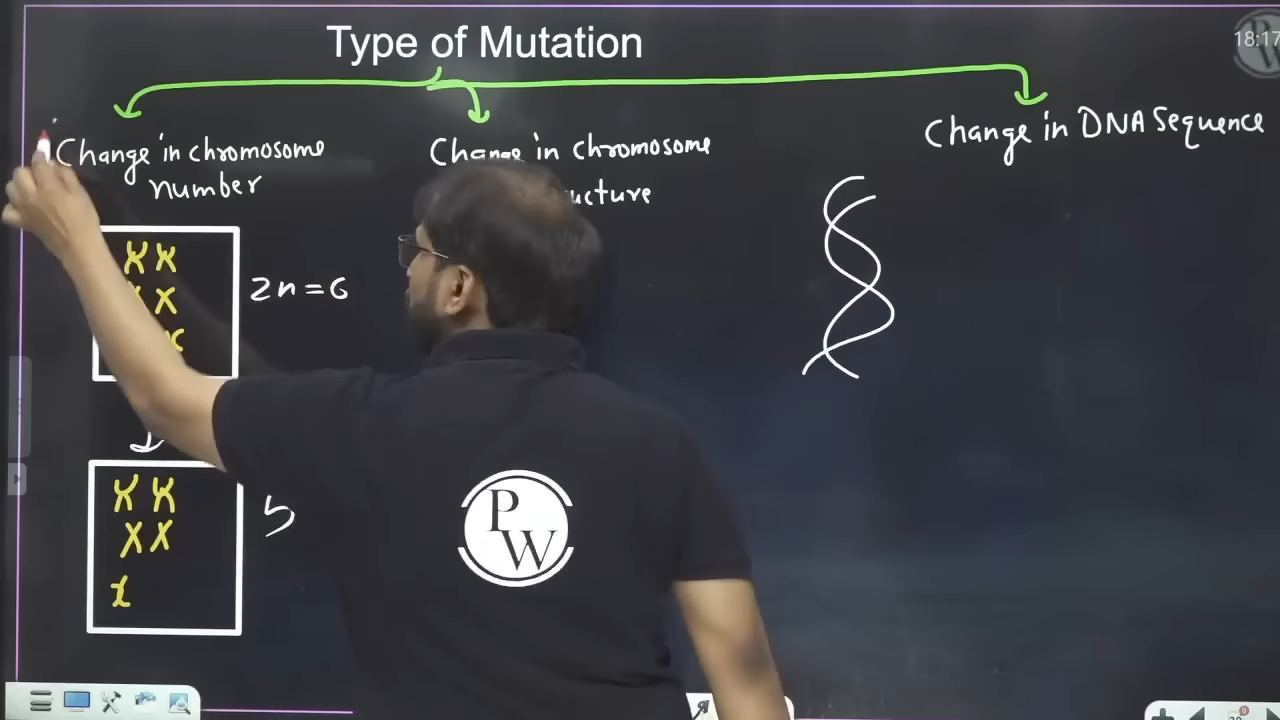 Type of Mutation
18:17
Change in chromosome
number
Change in chromosome
Change in DNA Sequence
2n=6
5
PW